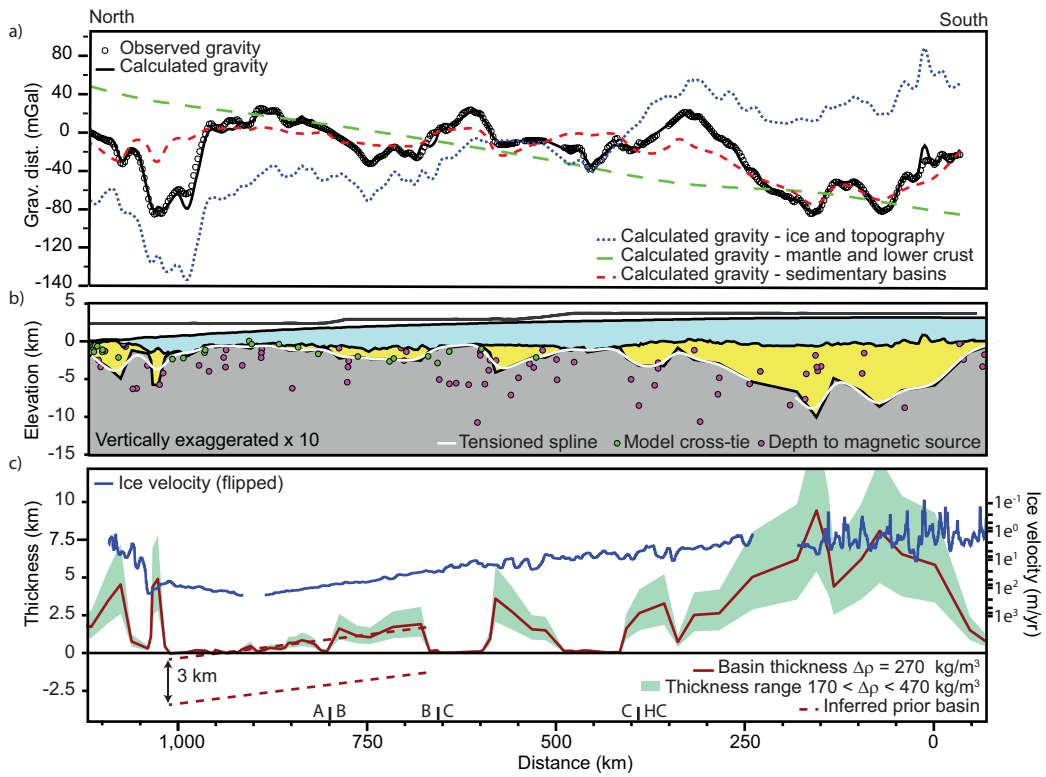 North
South
a)
Observed gravity
Calculated gravity
80
40
0
-40
-80
-120
-140
Grav. dist. (mGal)
Calculated gravity - ice and topography
Calculated gravity - mantle and lower crust
Calculated gravity - sedimentary basins
b)
5
0
-5
-10
-15
Elevation (km)
Vertically exaggerated x 10
Tensioned spline
Model cross-tie
Depth to magnetic source
c)
Ice velocity (flipped)
10
7.5
5
2.5
0
-2.5
Thickness (km)
1e⁻¹
1e⁰
1e¹
1e²
1e³
Ice velocity (m/yr)
3 km
Basin thickness Δρ = 270 kg/m³
Thickness range 170 < Δρ < 470 kg/m³
Inferred prior basin
A B
B C
C HC
1,000
750
500
250
0
Distance (km)